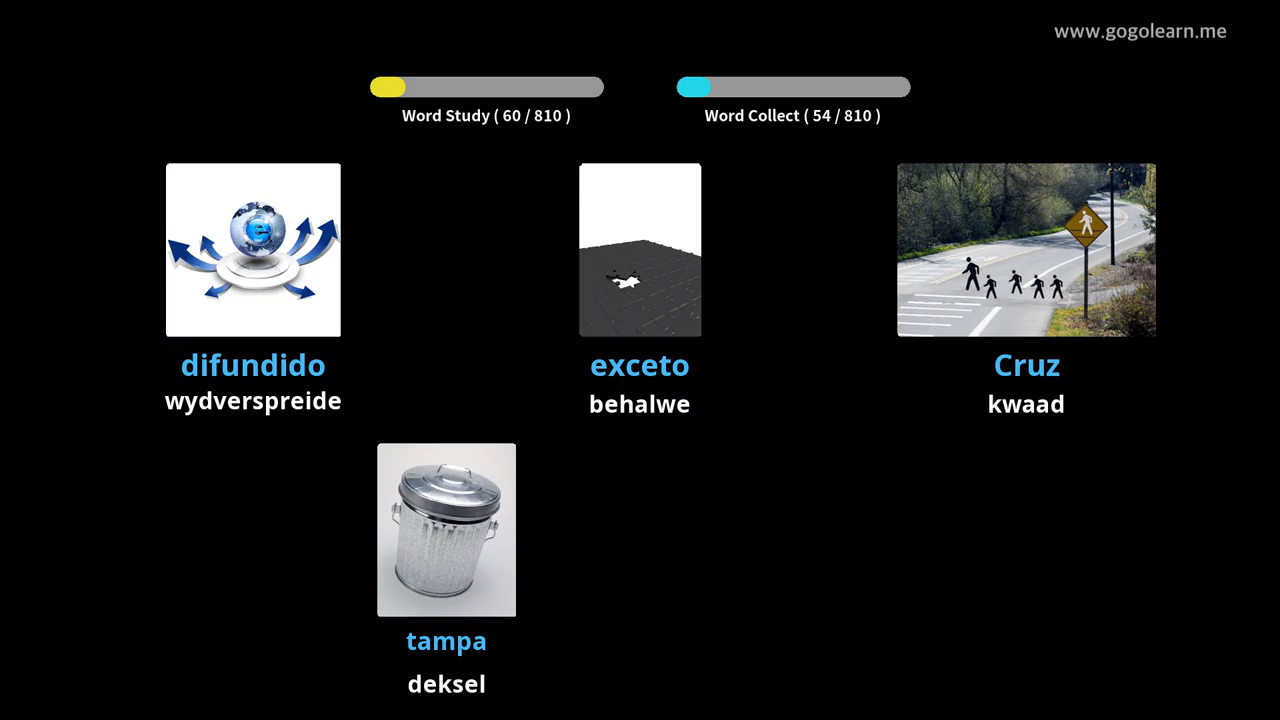 www.gogolearn.me
Word Study ( 60 / 810 )
Word Collect ( 54 / 810 )
e
difundido
exceto
Cruz
wydverspreide
behalwe
kwaad
tampa
deksel